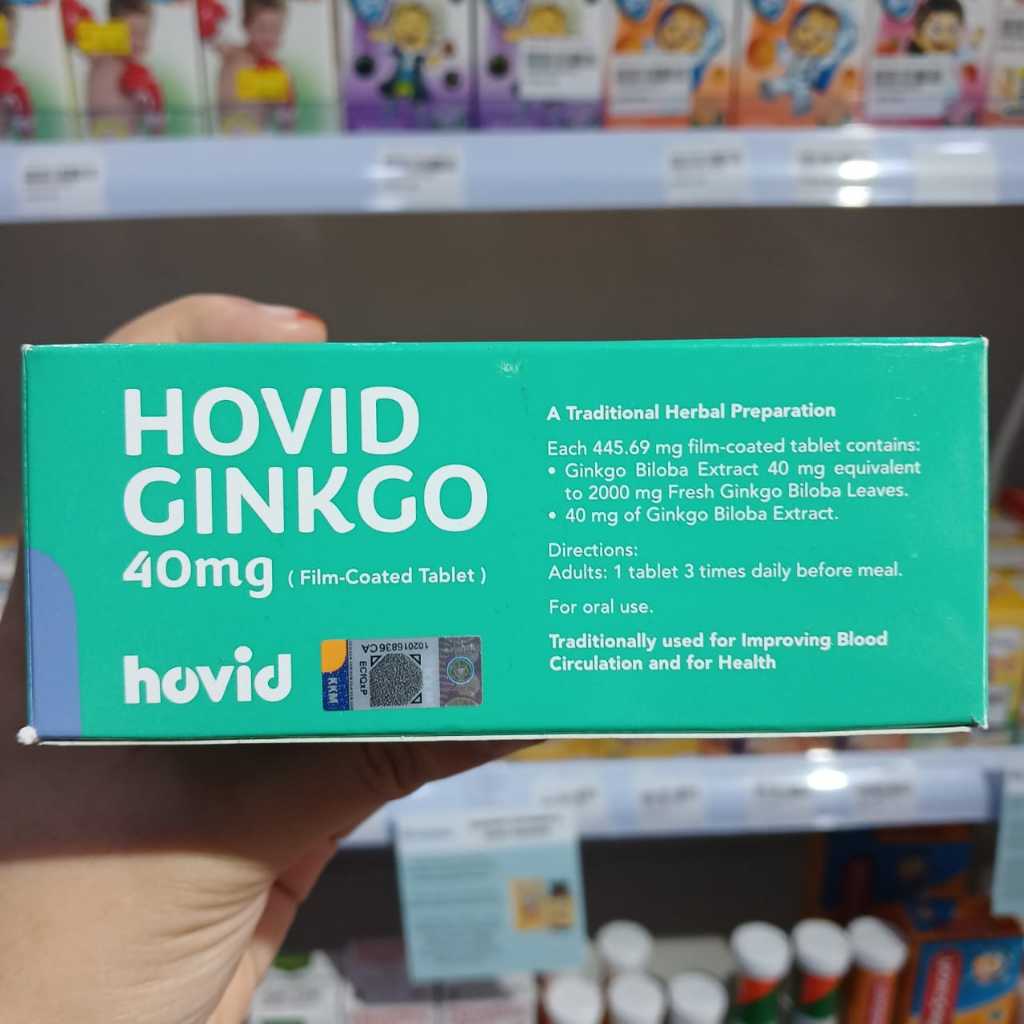 HOVID
GINKGO
40mg ( Film-Coated Tablet )
hovid
KKM
102016836CA
EC1QxP
A Traditional Herbal Preparation
Each 445.69 mg film-coated tablet contains:
• Ginkgo Biloba Extract 40 mg equivalent
to 2000 mg Fresh Ginkgo Biloba Leaves.
• 40 mg of Ginkgo Biloba Extract.
Directions:
Adults: 1 tablet 3 times daily before meal.
For oral use.
Traditionally used for Improving Blood
Circulation and for Health